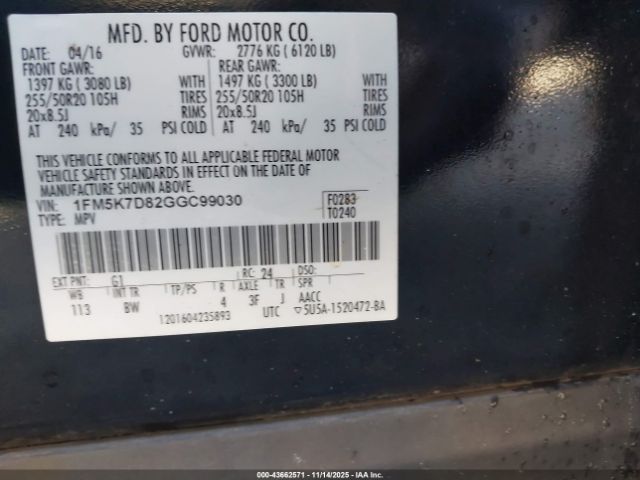 MFD. BY FORD MOTOR CO.
DATE: 04/16 GVWR: 2776 KG ( 6120 LB)
FRONT GAWR: REAR GAWR:
1397 KG ( 3080 LB) WITH 1497 KG ( 3300 LB) WITH
255/50R20 105H TIRES 255/50R20 105H TIRES
20x8.5J RIMS 20x8.5J RIMS
AT 240 kPa/ 35 PSI COLD AT 240 kPa/ 35 PSI COLD
THIS VEHICLE CONFORMS TO ALL APPLICABLE FEDERAL MOTOR
VEHICLE SAFETY STANDARDS IN EFFECT ON THE DATE OF
MANUFACTURE SHOWN ABOVE.
VIN: 1FM5K7D82GGC99030 F0283
TYPE: MPV T0240
EXT PNT: G1 RC: 24 DSO:
WB INT TR TP/PS R AXLE TR SPR
113 BW 4 3F J AACC
1201604235893 UTC ▽5U5A-1520472-BA
000-43662571 - 11/14/2025 - IAAI.COM